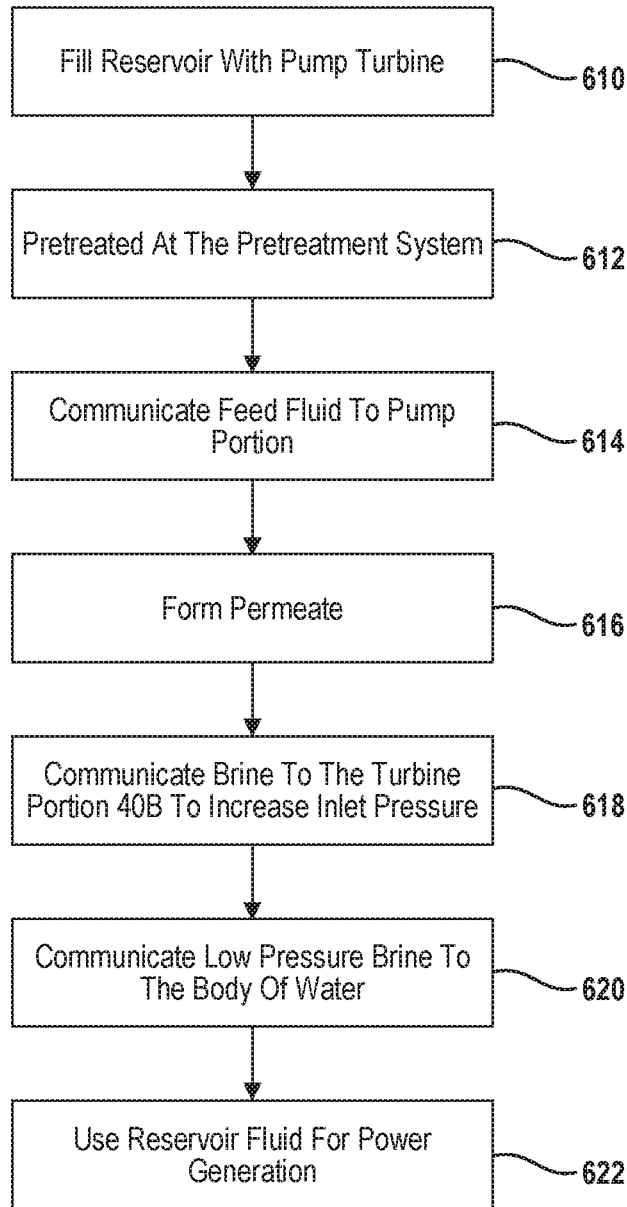 Fill Reservoir With Pump Turbine
610
Pretreated At The Pretreatment System
612
Communicate Feed Fluid To Pump
Portion
614
Form Permeate
616
Communicate Brine To The Turbine
Portion 40B To Increase Inlet Pressure
618
Communicate Low Pressure Brine To
The Body Of Water
620
Use Reservoir Fluid For Power
Generation
622